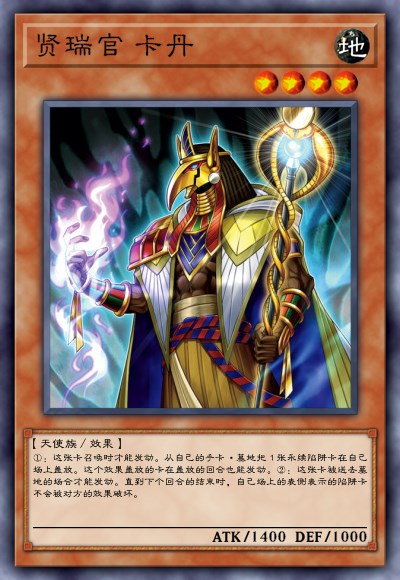 贤瑞官 卡丹
地
【天使族/效果】
①：这张卡召唤时才能发动。从自己的手卡·墓地把1张永续陷阱卡在自己
场上盖放。这个效果盖放的卡在盖放的回合也能发动。②：这张卡被送去墓
地的场合才能发动。直到下个回合的结束时，自己场上的表侧表示的陷阱卡
不会被对方的效果破坏。
ATK/1400 DEF/1000